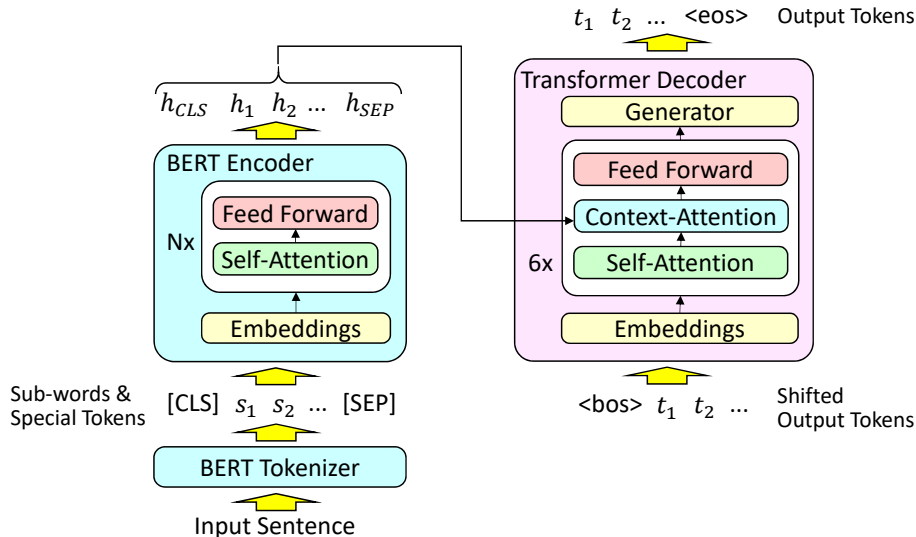 t₁ t₂ ... <eos>
Output Tokens
h_CLS h₁ h₂ ... h_SEP
BERT Encoder
Feed Forward
Nx
Self-Attention
Embeddings
Sub-words &
Special Tokens
[CLS] s₁ s₂ ... [SEP]
BERT Tokenizer
Input Sentence
Transformer Decoder
Generator
Feed Forward
Context-Attention
6x
Self-Attention
Embeddings
<bos> t₁ t₂ ...
Shifted
Output Tokens